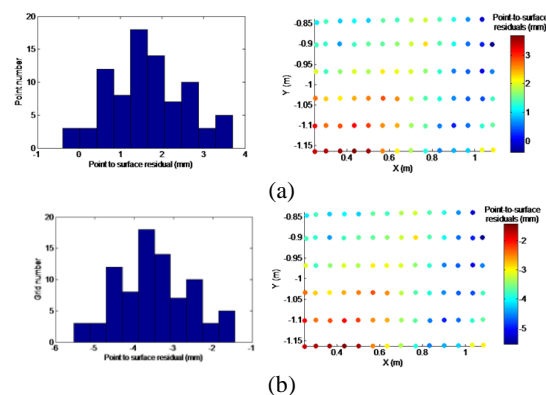 20
15
10
5
0
Point number
-1 0 1 2 3 4
Point to surface residual (mm)
Point-to-surface
residuals (mm)
-0.85
-0.9
-0.95
-1
-1.05
-1.1
-1.15
Y (m)
0.4 0.6 0.8 1
X (m)
3
2
1
0
(a)
20
15
10
5
0
Grid number
-6 -5 -4 -3 -2 -1
Point to surface residual (mm)
Point-to-surface
residuals (mm)
-0.85
-0.9
-0.95
-1
-1.05
-1.1
-1.15
Y (m)
0.4 0.6 0.8 1
X (m)
-2
-3
-4
-5
(b)